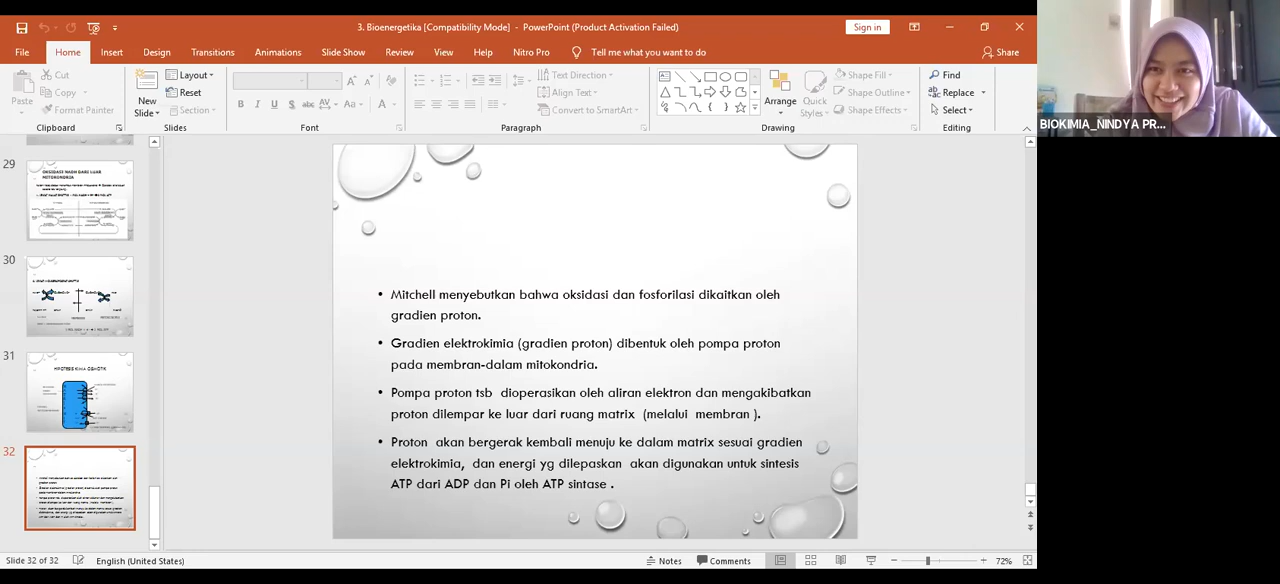 3. Bioenergetika [Compatibility Mode] - PowerPoint (Product Activation Failed)
Sign in
File Home Insert Design Transitions Animations Slide Show Review View Help Nitro Pro Tell me what you want to do Share
Paste
Cut
Copy
Format Painter
Clipboard
New Slide
Layout
Reset
Section
Slides
B I U S abc AV Aa A
Font
Paragraph
Text Direction
Align Text
Convert to SmartArt
Arrange
Quick Styles
Shape Fill
Shape Outline
Shape Effects
Drawing
Find
Replace
Select
Editing
BIOKIMIA_NINDYA PR...
29
OKSIDASI NADH DARI LUAR
MITOKONDRIA
30
31
HIPOTESIS KIMIA OSMOTIK
32
• Mitchell menyebutkan bahwa oksidasi dan fosforilasi dikaitkan oleh
gradien proton.
• Gradien elektrokimia (gradien proton) dibentuk oleh pompa proton
pada membran-dalam mitokondria.
• Pompa proton tsb dioperasikan oleh aliran elektron dan mengakibatkan
proton dilempar ke luar dari ruang matrix (melalui membran ).
• Proton akan bergerak kembali menuju ke dalam matrix sesuai gradien
elektrokimia, dan energi yg dilepaskan akan digunakan untuk sintesis
ATP dari ADP dan Pi oleh ATP sintase .
Slide 32 of 32 English (United States) Notes Comments 72%